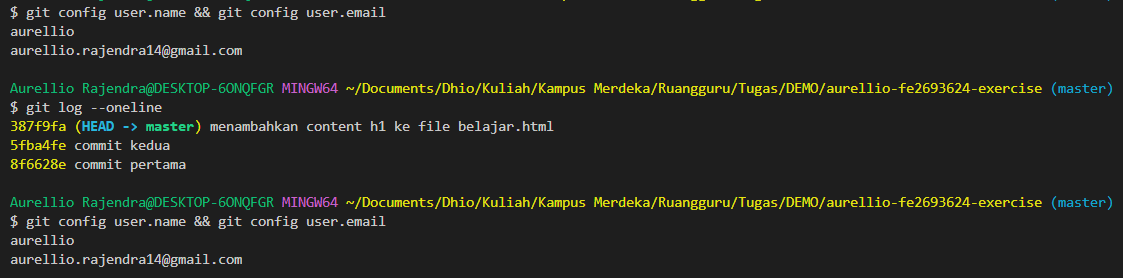 $ git config user.name && git config user.email
aurellio
aurellio.rajendra14@gmail.com
Aurellio Rajendra@DESKTOP-6ONQFGR MINGW64 ~/Documents/Dhio/Kuliah/Kampus Merdeka/Ruangguru/Tugas/DEMO/aurellio-fe2693624-exercise (master)
$ git log --oneline
387f9fa (HEAD -> master) menambahkan content h1 ke file belajar.html
5fba4fe commit kedua
8f6628e commit pertama
Aurellio Rajendra@DESKTOP-6ONQFGR MINGW64 ~/Documents/Dhio/Kuliah/Kampus Merdeka/Ruangguru/Tugas/DEMO/aurellio-fe2693624-exercise (master)
$ git config user.name && git config user.email
aurellio
aurellio.rajendra14@gmail.com